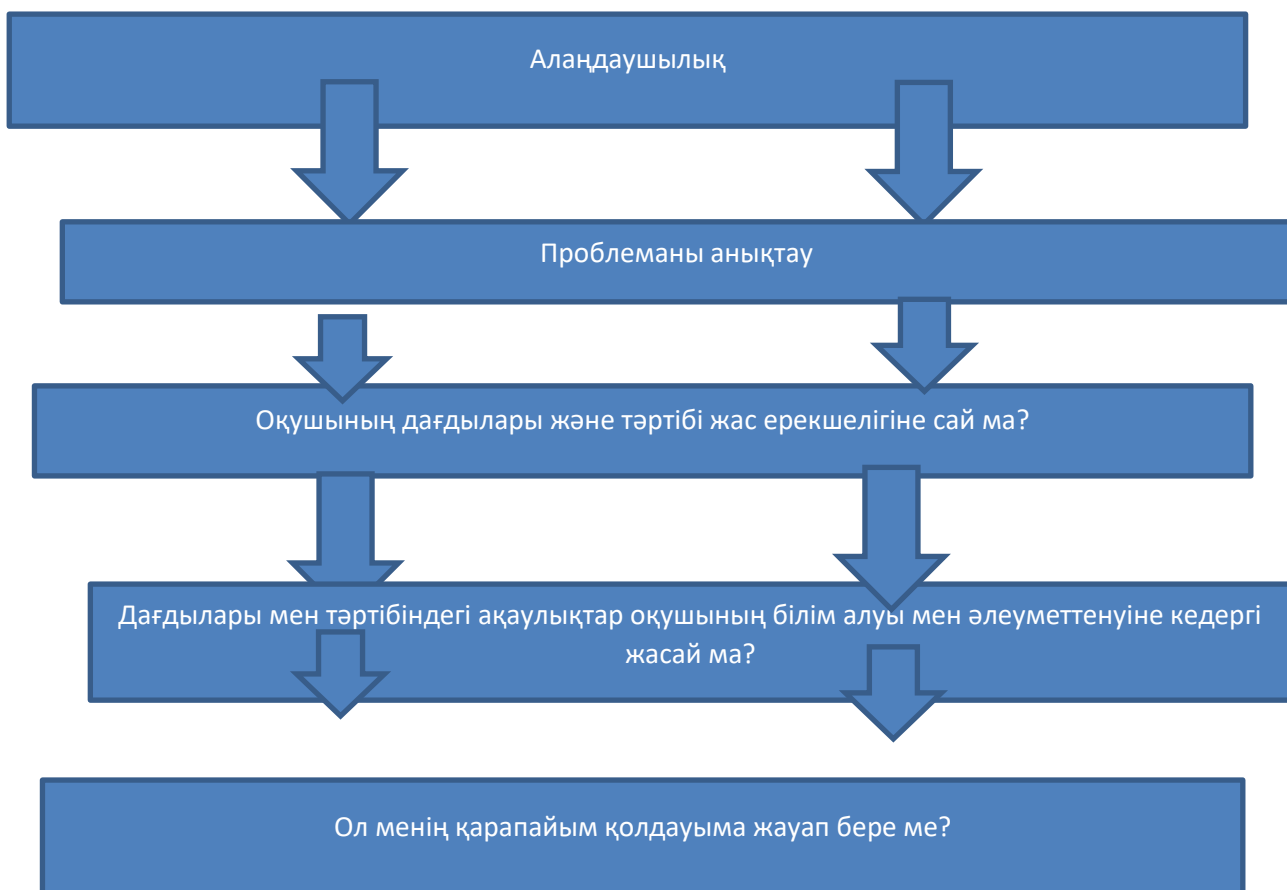 Алаңдаушылық
Проблеманы анықтау
Оқушының дағдылары және тәртібі жас ерекшелігіне сай ма?
Дағдылары мен тәртібіндегі ақаулықтар оқушының білім алуы мен әлеуметтенуіне кедергі
жасай ма?
Ол менің қарапайым қолдауыма жауап бере ме?